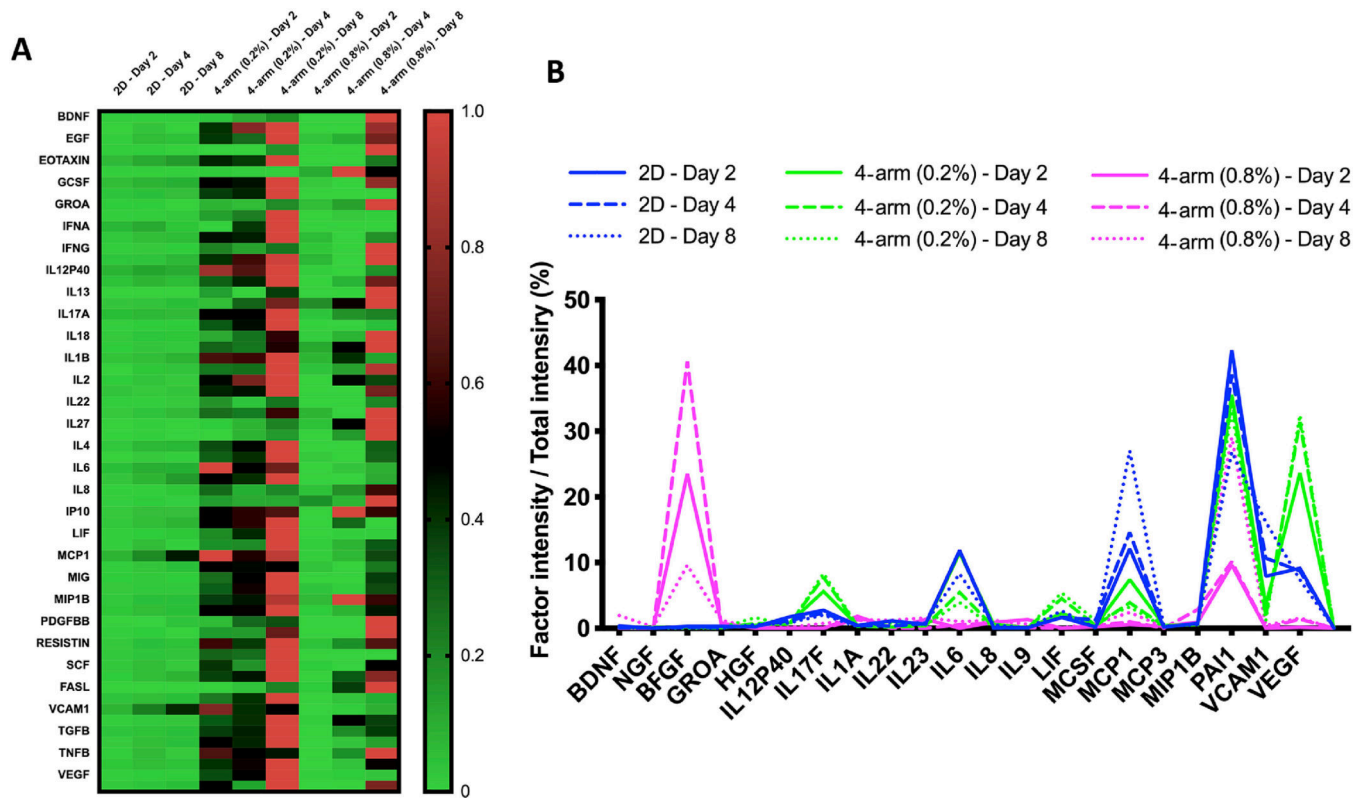 A
2D - Day 2
2D - Day 4
2D - Day 8
4-arm (0.2%) - Day 2
4-arm (0.2%) - Day 4
4-arm (0.2%) - Day 8
4-arm (0.8%) - Day 2
4-arm (0.8%) - Day 4
4-arm (0.8%) - Day 8
BDNF
EGF
EOTAXIN
GCSF
GROA
IFNA
IFNG
IL12P40
IL13
IL17A
IL18
IL1B
IL2
IL22
IL27
IL4
IL6
IL8
IP10
LIF
MCP1
MIG
MIP1B
PDGFBB
RESISTIN
SCF
FASL
VCAM1
TGFB
TNFB
VEGF
1.0
0.8
0.6
0.4
0.2
0
B
2D - Day 2
4-arm (0.2%) - Day 2
4-arm (0.8%) - Day 2
2D - Day 4
4-arm (0.2%) - Day 4
4-arm (0.8%) - Day 4
2D - Day 8
4-arm (0.2%) - Day 8
4-arm (0.8%) - Day 8
Factor intensity / Total intensiry (%)
50
40
30
20
10
0
BDNF
NGF
BFGF
GROA
HGF
IL12P40
IL17F
IL1A
IL22
IL23
IL6
IL8
IL9
LIF
MCSF
MCP1
MCP3
MIP1B
PAI1
VCAM1
VEGF